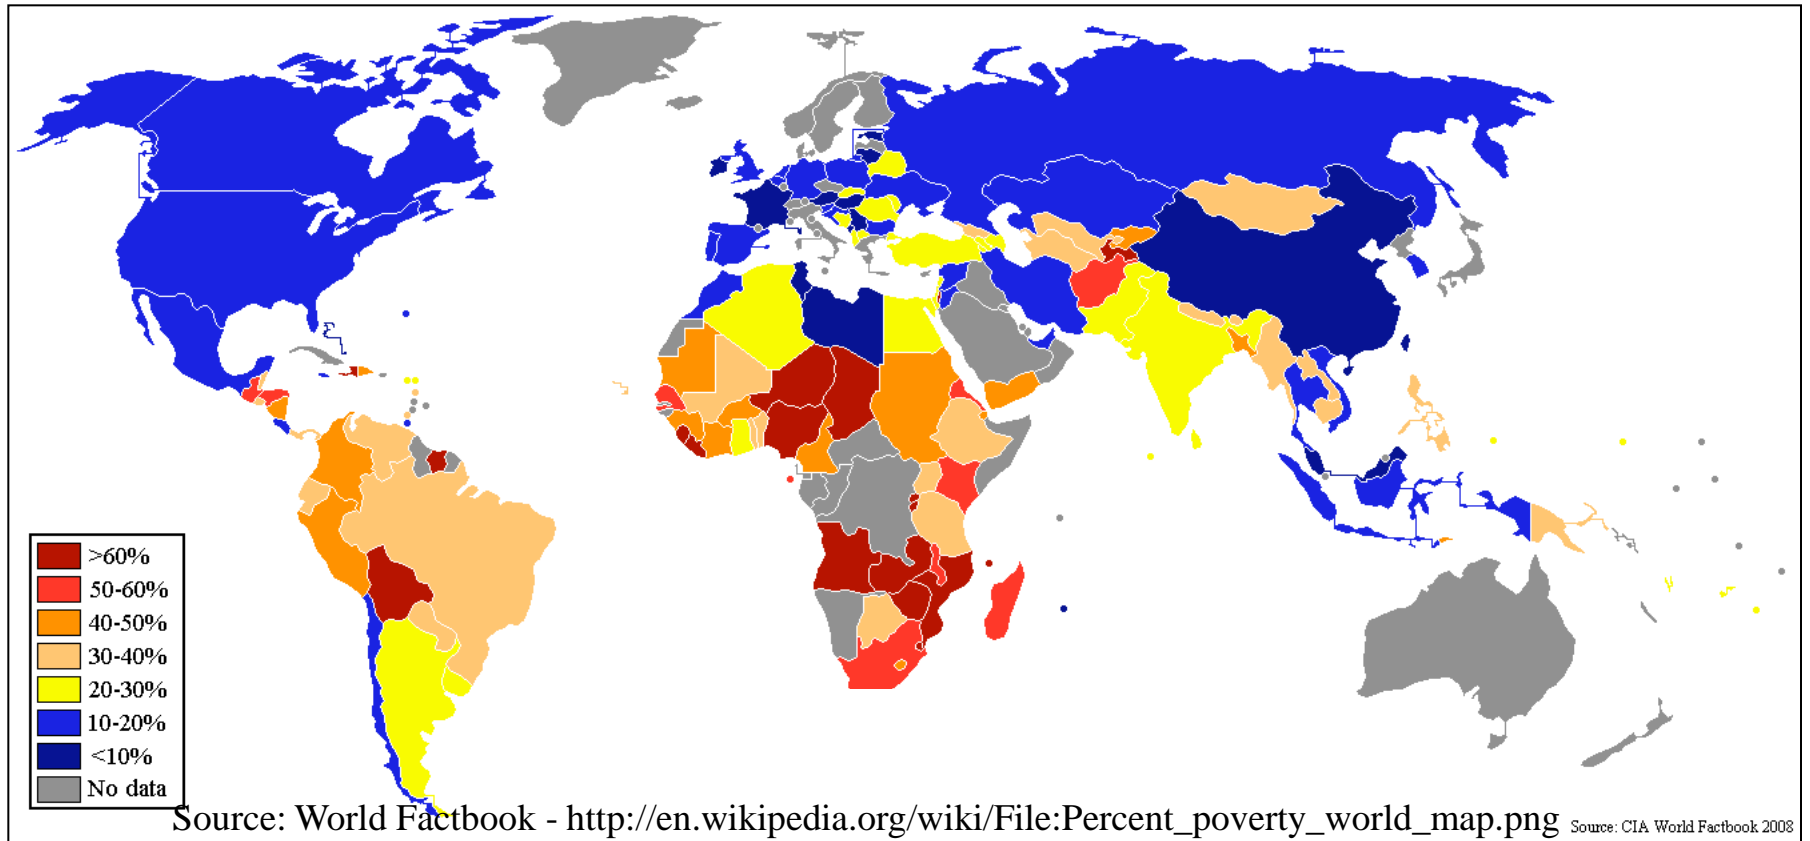 >60%
50-60%
40-50%
30-40%
20-30%
10-20%
<10%
No data
Source: World Factbook - http://en.wikipedia.org/wiki/File:Percent_poverty_world_map.png
Source: CIA World Factbook 2008